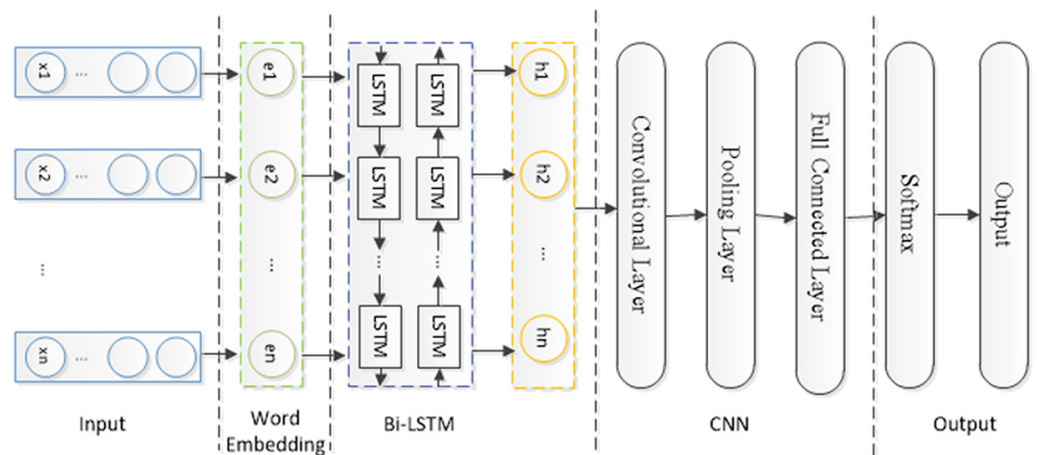 x1 ...
x2 ...
...
xn ...
e1
e2
...
en
LSTM LSTM
LSTM LSTM
... ...
LSTM LSTM
h1
h2
...
hn
Convolutional Layer
Pooling Layer
Full Connected Layer
Softmax
Output
Input
Word
Embedding
Bi-LSTM
CNN
Output